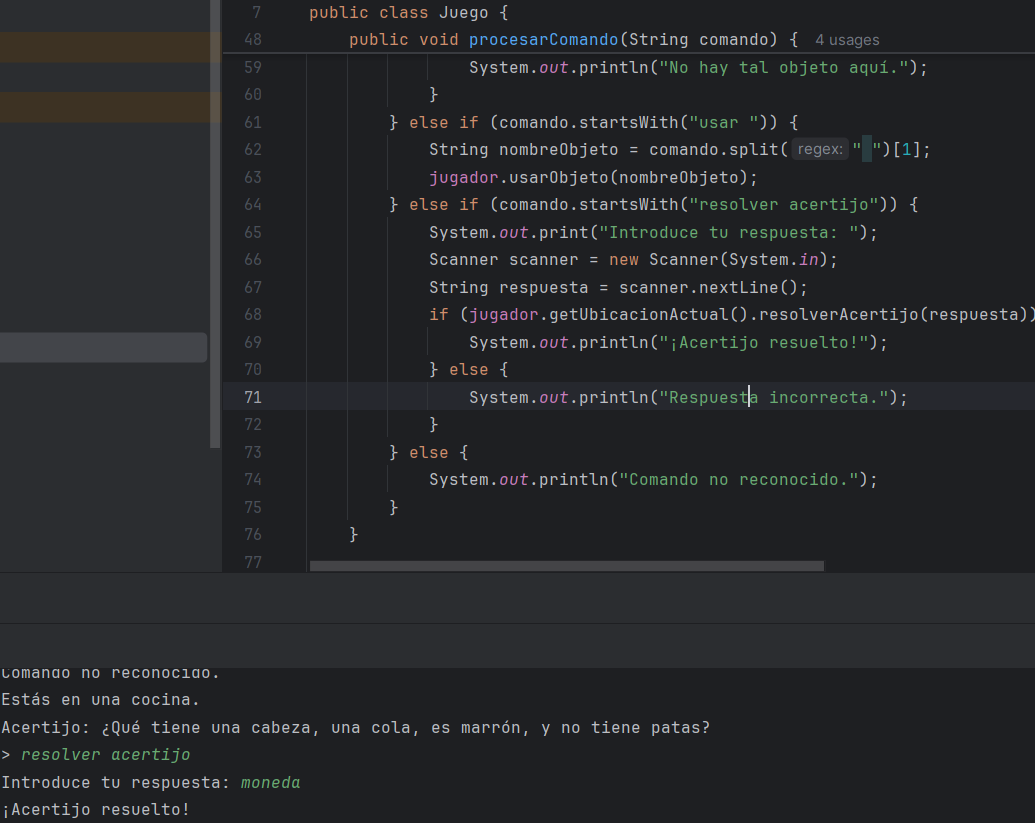 7 public class Juego {
48 public void procesarComando(String comando) { 4 usages
59 System.out.println("No hay tal objeto aquí.");
60 }
61 } else if (comando.startsWith("usar ")) {
62 String nombreObjeto = comando.split( regex: " ")[1];
63 jugador.usarObjeto(nombreObjeto);
64 } else if (comando.startsWith("resolver acertijo")) {
65 System.out.print("Introduce tu respuesta: ");
66 Scanner scanner = new Scanner(System.in);
67 String respuesta = scanner.nextLine();
68 if (jugador.getUbicacionActual().resolverAcertijo(respuesta))
69 System.out.println("¡Acertijo resuelto!");
70 } else {
71 System.out.println("Respuesta incorrecta.");
72 }
73 } else {
74 System.out.println("Comando no reconocido.");
75 }
76 }
77
Comando no reconocido.
Estás en una cocina.
Acertijo: ¿Qué tiene una cabeza, una cola, es marrón, y no tiene patas?
> resolver acertijo
Introduce tu respuesta: moneda
¡Acertijo resuelto!